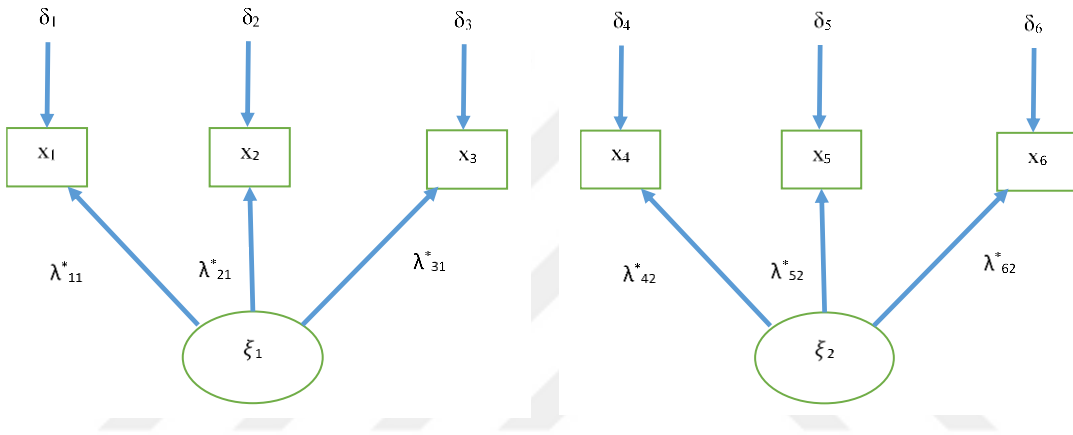 δ₁ δ₂ δ₃ δ₄ δ₅ δ₆
x₁ x₂ x₃ x₄ x₅ x₆
λ*₁₁ λ*₂₁ λ*₃₁ λ*₄₂ λ*₅₂ λ*₆₂
ξ₁ ξ₂